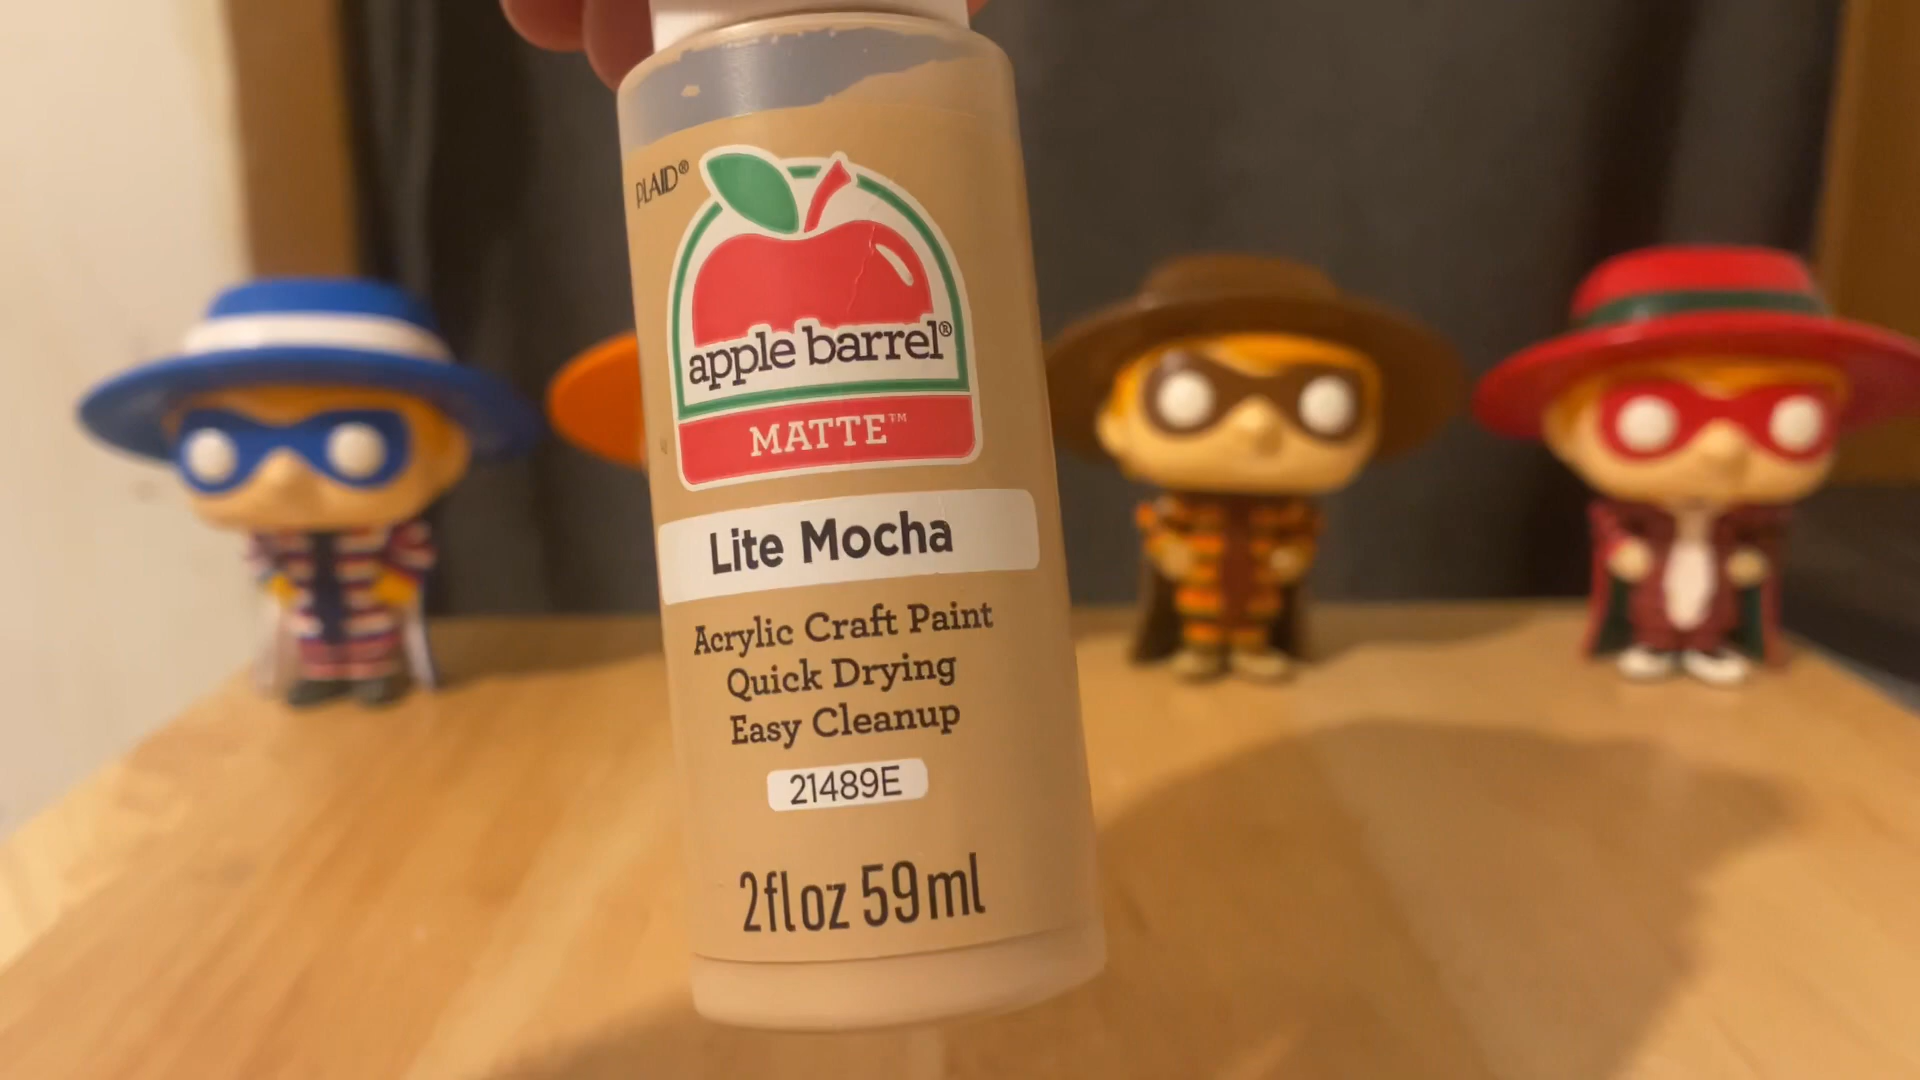 PLAID®
apple barrel®
MATTE™
Lite Mocha
Acrylic Craft Paint
Quick Drying
Easy Cleanup
21489E
2fl oz 59ml